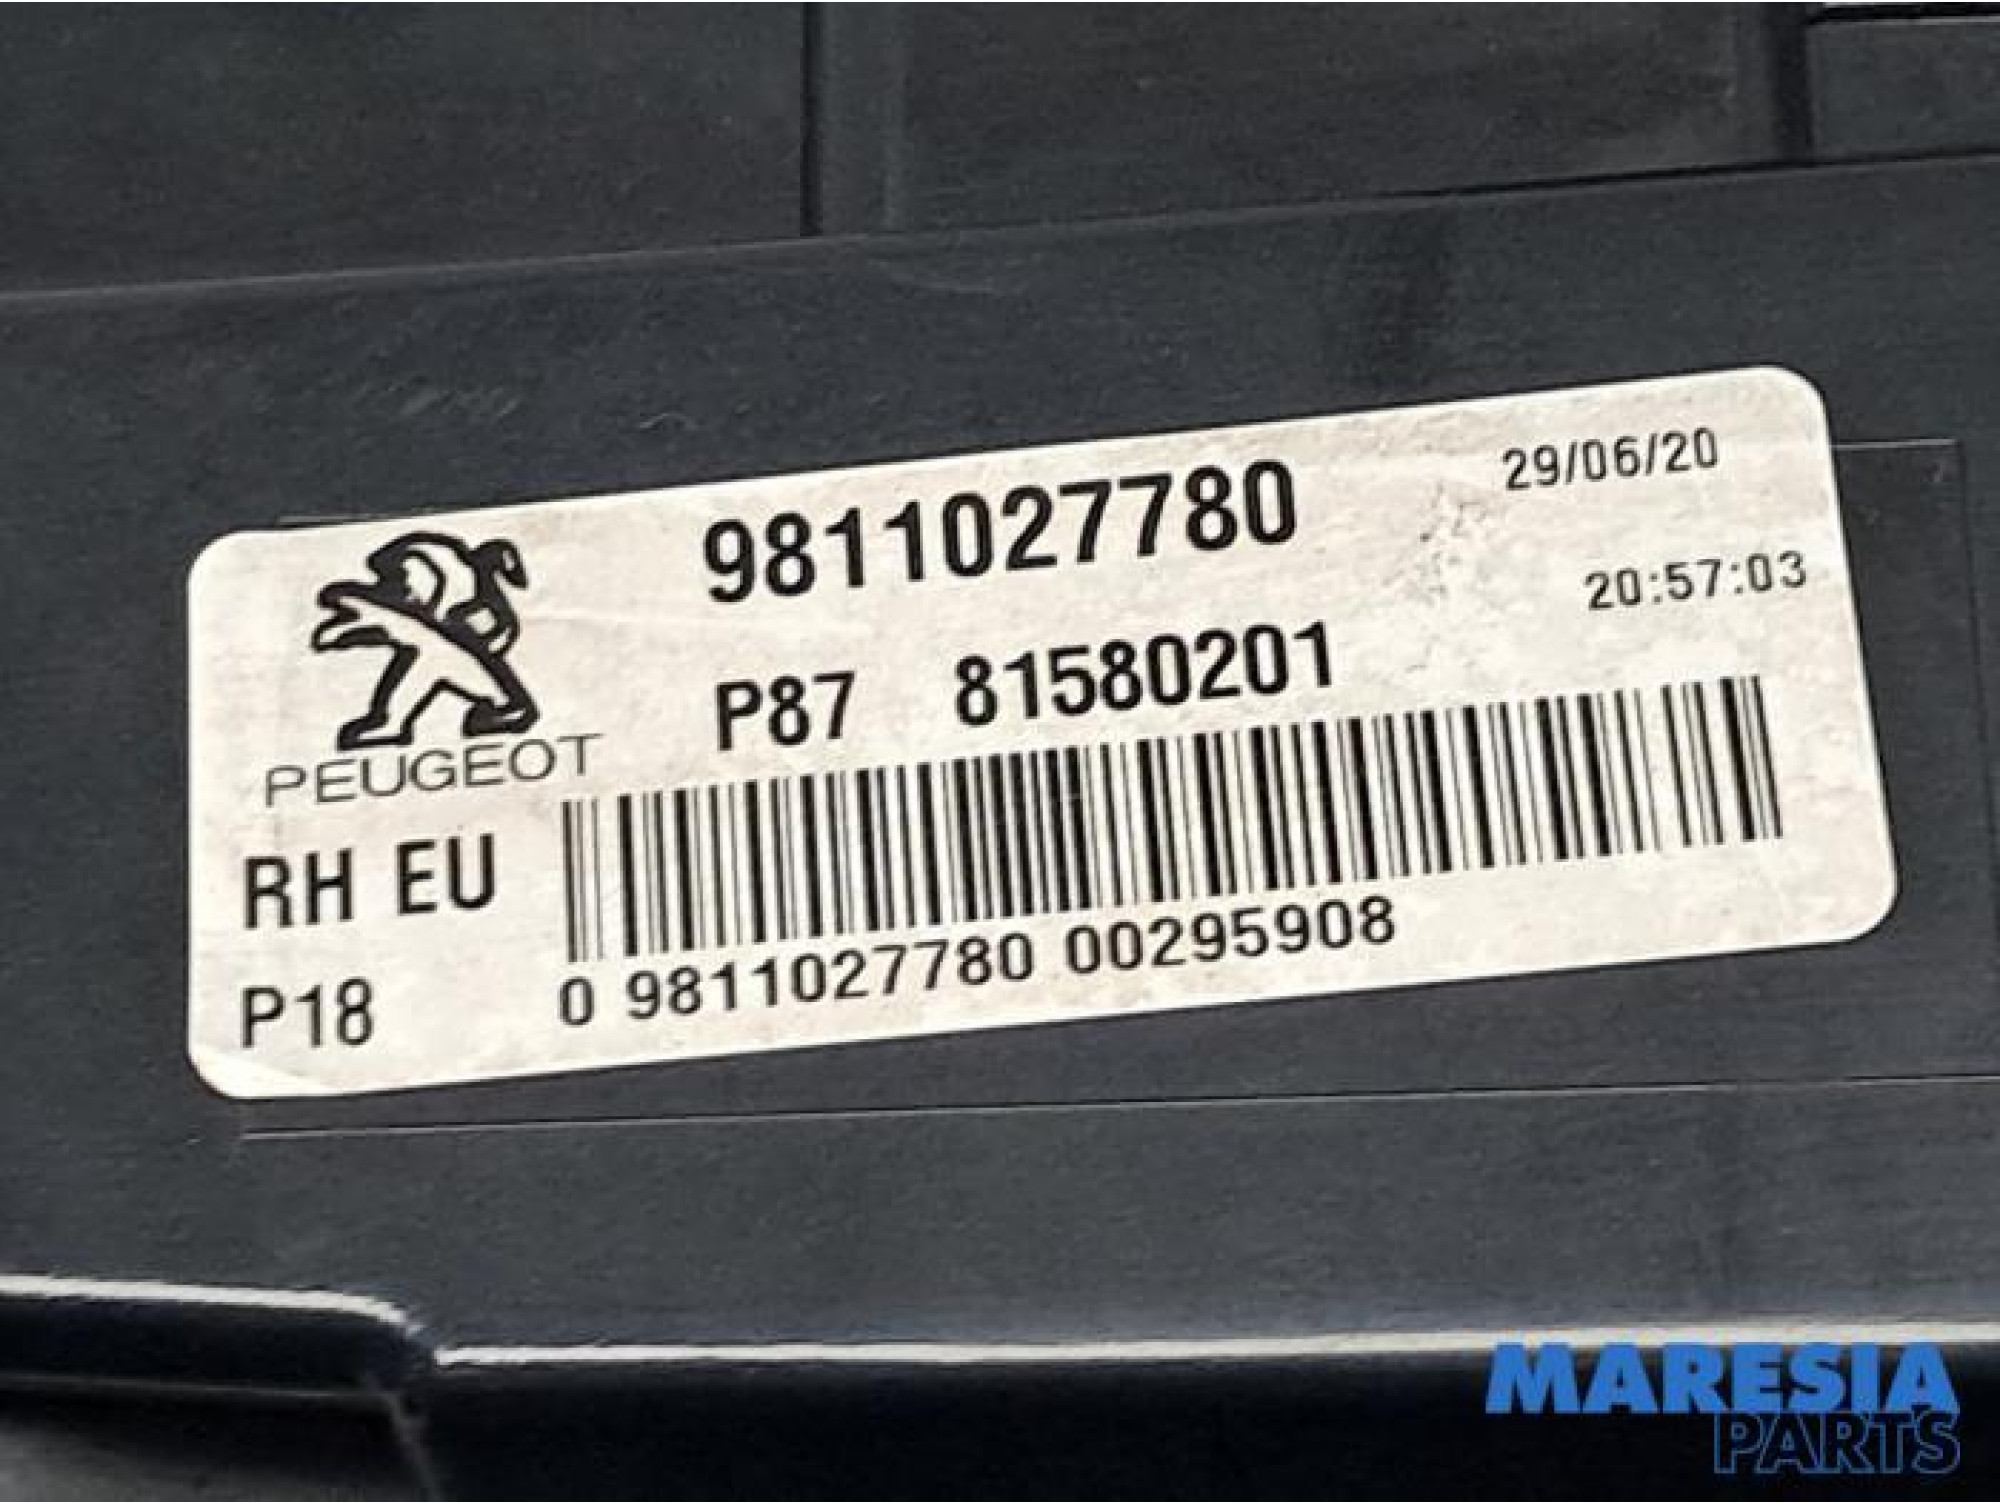 9811027780
29/06/20
20:57:03
P87 81580201
PEUGEOT
RH EU
P18
0 9811027780 00295908
MARESIA
PARTS